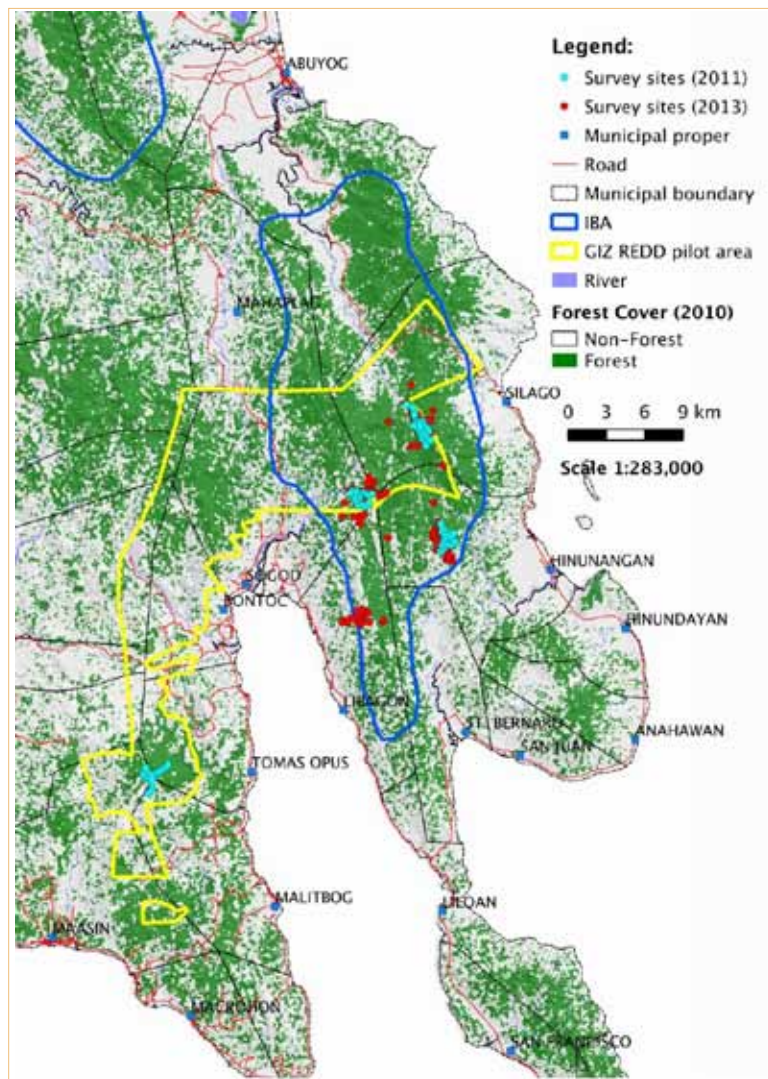 ABUYOG
Legend:
Survey sites (2011)
Survey sites (2013)
Municipal proper
Road
Municipal boundary
IBA
GIZ REDD pilot area
River
Forest Cover (2010)
Non-Forest
Forest
MAHAPLAG
SILAGO
0 3 6 9 km
Scale 1:283,000
HINUNANGAN
SOGOD
BONTOC
HINUNDAYAN
LIBAGON
ST. BERNARD
SAN JUAN
ANAHAWAN
TOMAS OPUS
MALITBOG
LILOAN
MAASIN
MACROHON
SAN FRANCISCO